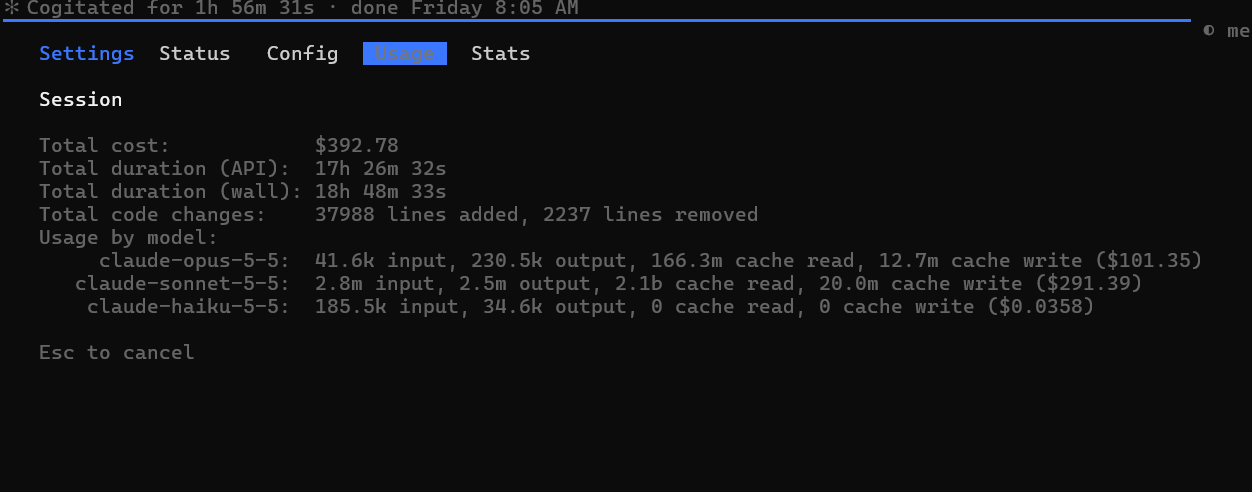 ✻ Cogitated for 1h 56m 31s · done Friday 8:05 AM
◐ me
Settings Status Config Usage Stats
Session
Total cost: $392.78
Total duration (API): 17h 26m 32s
Total duration (wall): 18h 48m 33s
Total code changes: 37988 lines added, 2237 lines removed
Usage by model:
claude-opus-5-5: 41.6k input, 230.5k output, 166.3m cache read, 12.7m cache write ($101.35)
claude-sonnet-5-5: 2.8m input, 2.5m output, 2.1b cache read, 20.0m cache write ($291.39)
claude-haiku-5-5: 185.5k input, 34.6k output, 0 cache read, 0 cache write ($0.0358)
Esc to cancel